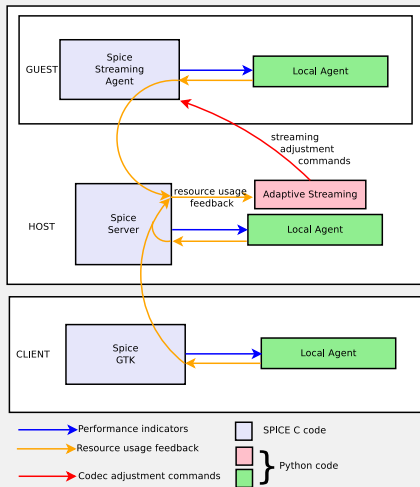 GUEST
Spice
Streaming
Agent
Local Agent
streaming
adjustment
commands
HOST
Spice
Server
resource usage
feedback
Adaptive Streaming
Local Agent
CLIENT
Spice
GTK
Local Agent
Performance indicators
Resource usage feedback
Codec adjustment commands
SPICE C code
} Python code